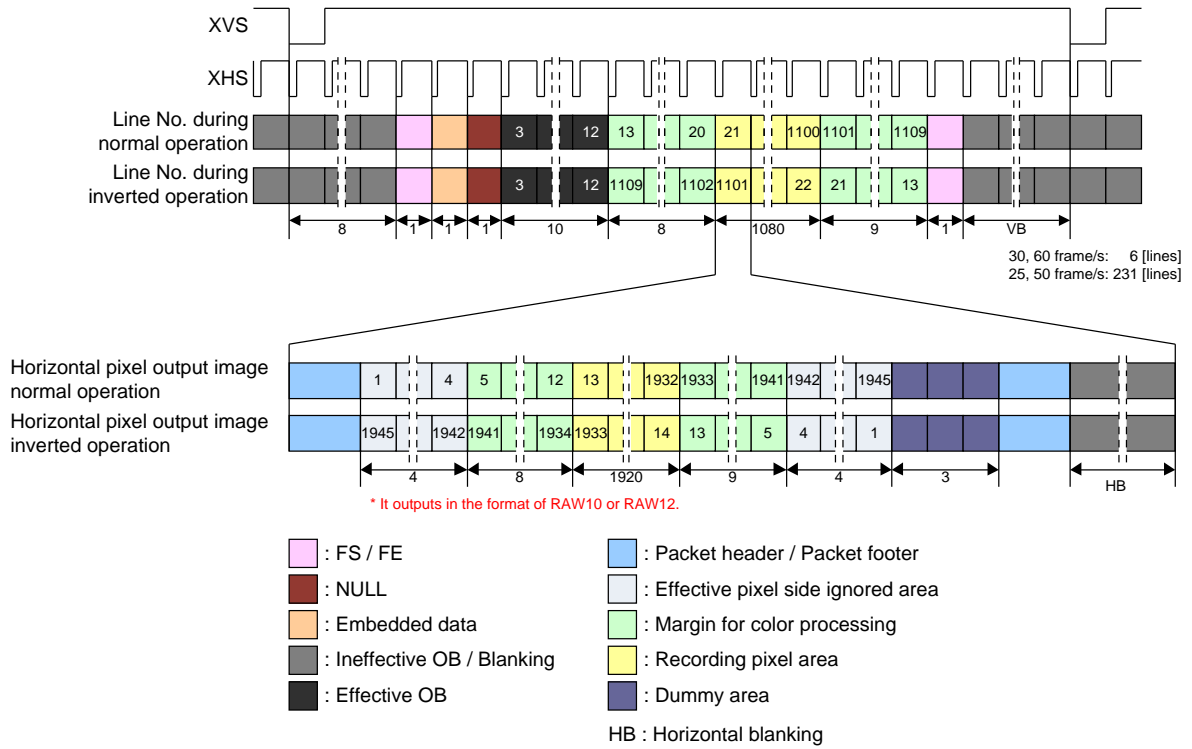 XVS
XHS
Line No. during
normal operation
3 12 13 20 21 1100 1101 1109
Line No. during
inverted operation
3 12 1109 1102 1101 22 21 13
8 1 1 1 10 8 1080 9 1 VB
30, 60 frame/s: 6 [lines]
25, 50 frame/s: 231 [lines]
Horizontal pixel output image
normal operation
1 4 5 12 13 1932 1933 1941 1942 1945
Horizontal pixel output image
inverted operation
1945 1942 1941 1934 1933 14 13 5 4 1
4 8 1920 9 4 3 HB
* It outputs in the format of RAW10 or RAW12.
: FS / FE
: NULL
: Embedded data
: Ineffective OB / Blanking
: Effective OB
: Packet header / Packet footer
: Effective pixel side ignored area
: Margin for color processing
: Recording pixel area
: Dummy area
HB : Horizontal blanking